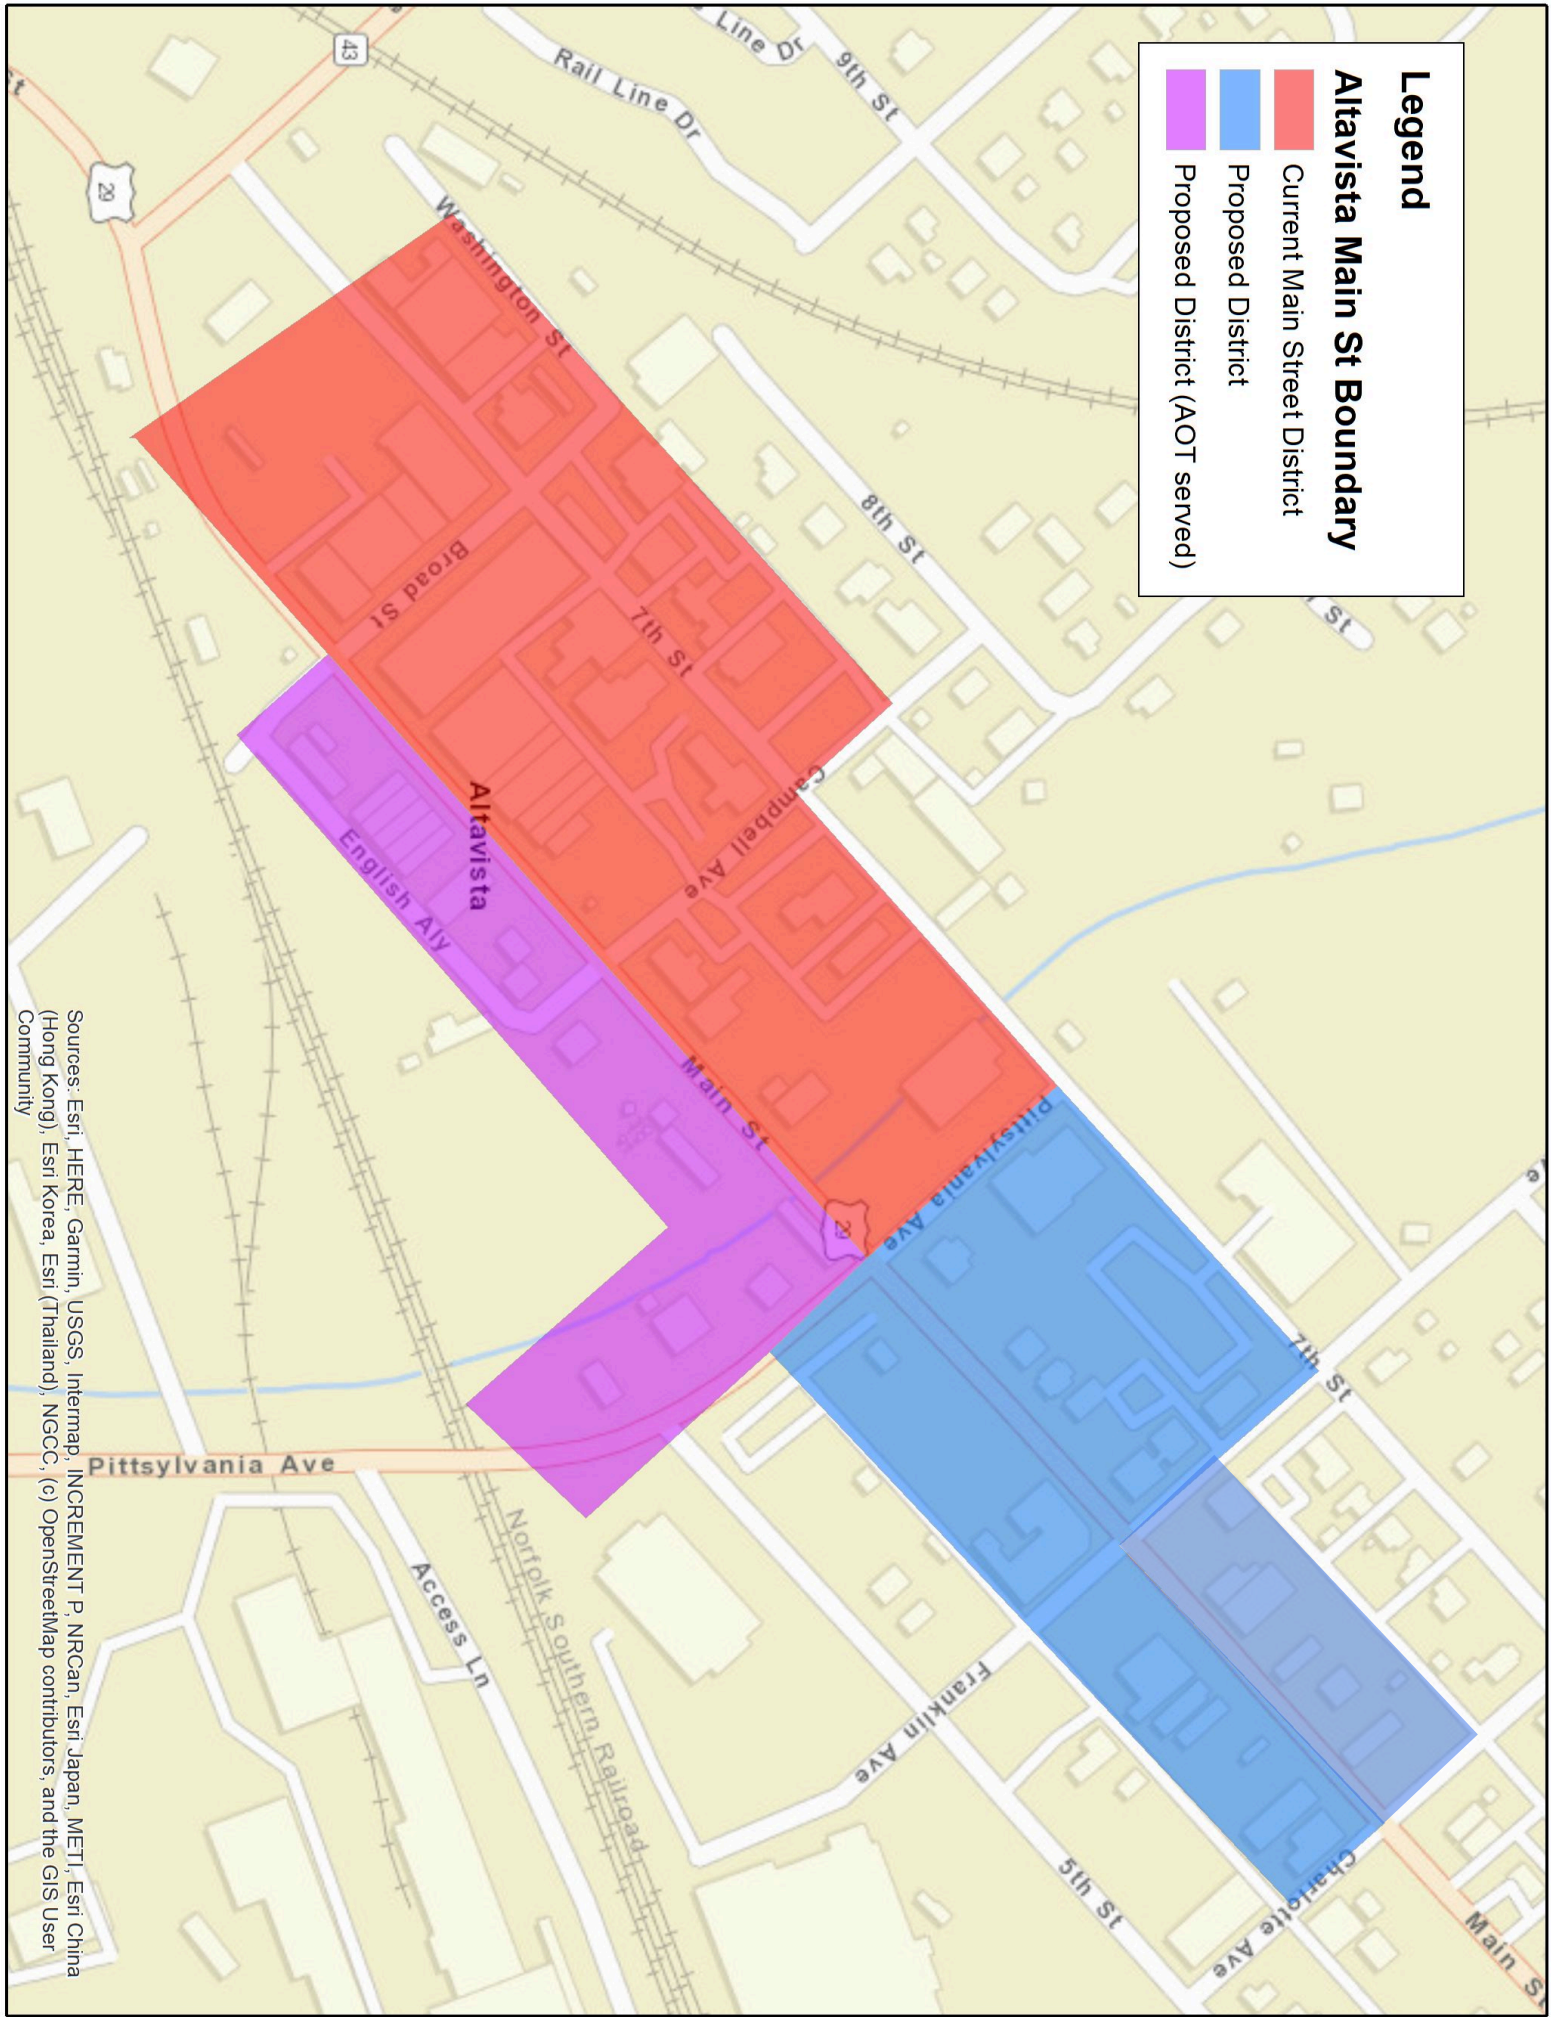 Legend
Altavista Main St Boundary
Current Main Street District
Proposed District
Proposed District (AOT served)
43
29
St
Line Dr
Rail Line Dr
9th St
8th St
St
Washington St
Broad St
7th St
Campbell Ave
Altavista
English Aly
Main St
29
Pittsylvania Ave
7th St
Pittsylvania Ave
Access Ln
Norfolk Southern Railroad
Franklin Ave
5th St
Charlotte Ave
Main St
Sources: Esri, HERE, Garmin, USGS, Intermap, INCREMENT P, NRCan, Esri Japan, METI, Esri China
(Hong Kong), Esri Korea, Esri (Thailand), NGCC, (c) OpenStreetMap contributors, and the GIS User
Community